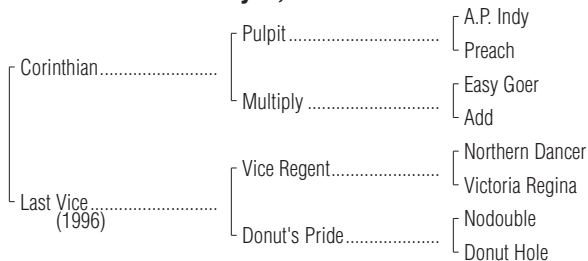 A.P. Indy
Pulpit
Preach
Corinthian
Easy Goer
Multiply
Add
Northern Dancer
Vice Regent
Victoria Regina
Last Vice
(1996)
Nodouble
Donut's Pride
Donut Hole